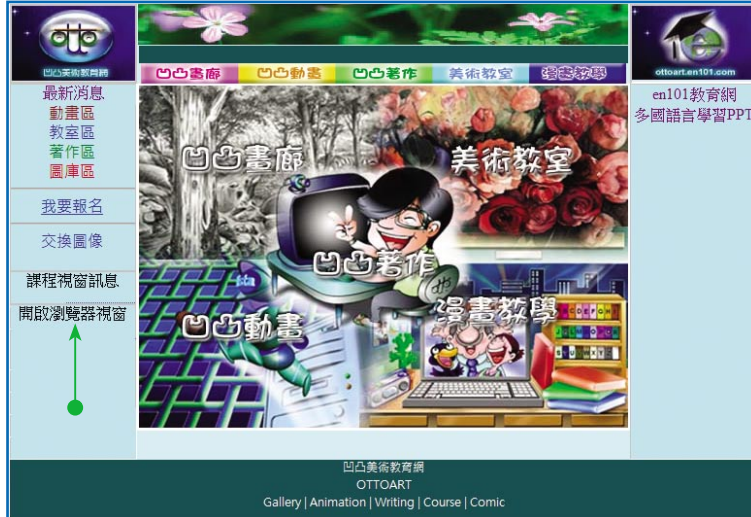 otto
凹凸美術教育網
ottoart.en101.com
凹凸畫廊 凹凸動畫 凹凸著作 美術教室 漫畫教學
最新消息
動畫區
教室區
著作區
圖庫區
我要報名
交換圖像
課程視窗訊息
開啟瀏覽器視窗
凹凸畫廊
美術教室
凹凸著作
凹凸動畫
漫畫教學
en101教育網
多國語言學習PPT
凹凸美術教育網
OTTOART
Gallery | Animation | Writing | Course | Comic